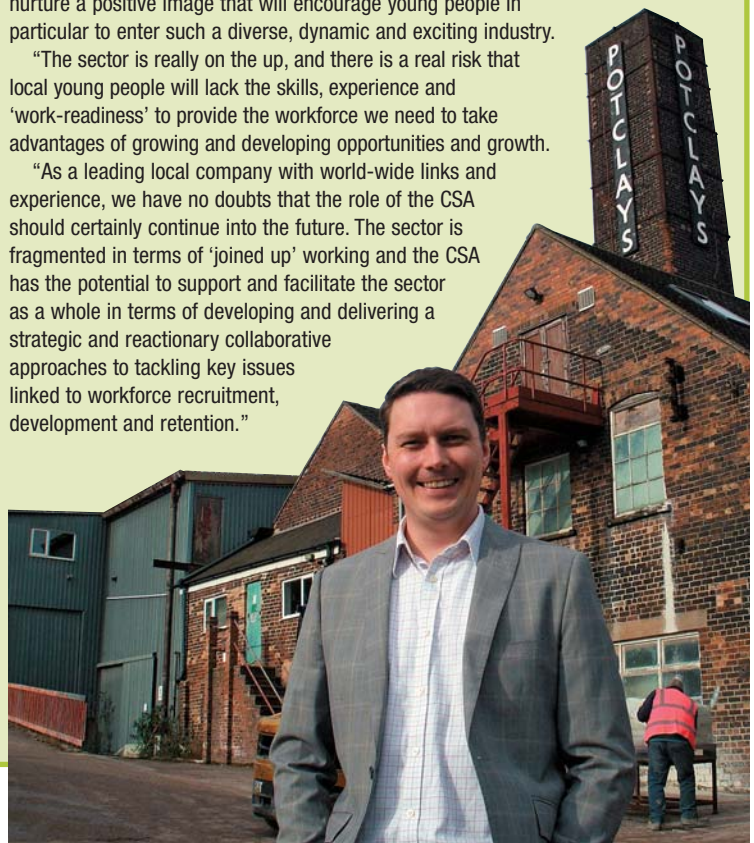 nurture a positive image that will encourage young people in
particular to enter such a diverse, dynamic and exciting industry.
“The sector is really on the up, and there is a real risk that
local young people will lack the skills, experience and
‘work-readiness’ to provide the workforce we need to take
advantages of growing and developing opportunities and growth.
“As a leading local company with world-wide links and
experience, we have no doubts that the role of the CSA
should certainly continue into the future. The sector is
fragmented in terms of ‘joined up’ working and the CSA
has the potential to support and facilitate the sector
as a whole in terms of developing and delivering a
strategic and reactionary collaborative
approaches to tackling key issues
linked to workforce recruitment,
development and retention.”
POTCLAYS
POTCLAYS